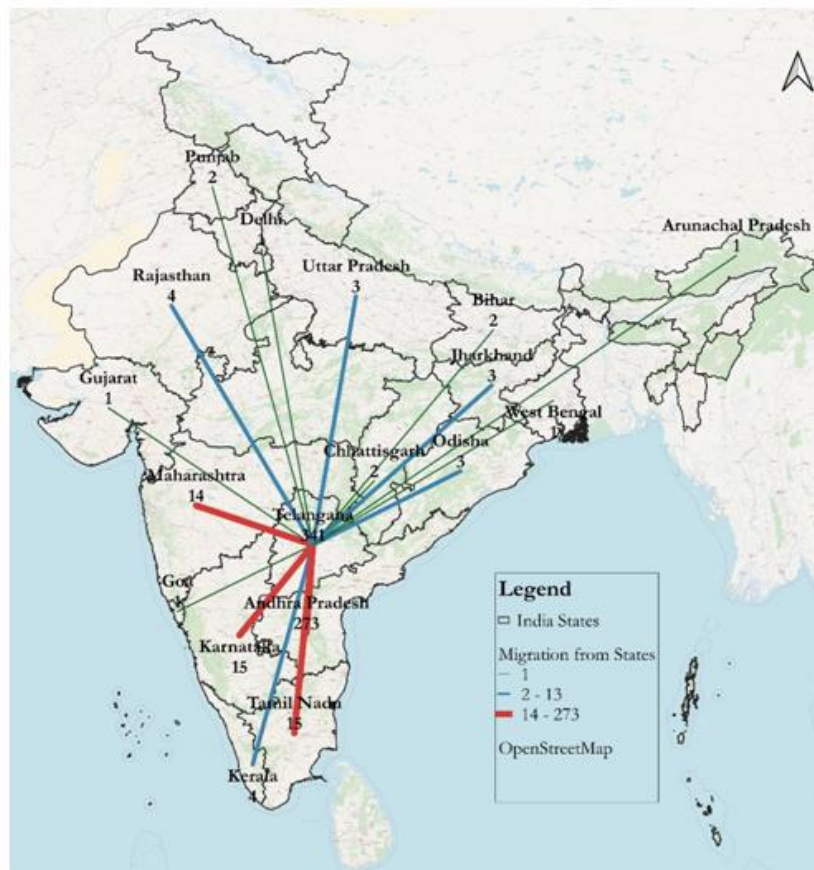 Punjab
2
Delhi
Arunachal Pradesh
1
Rajasthan
4
Uttar Pradesh
3
Bihar
2
Jharkhand
3
Gujarat
1
West Bengal
Chhattisgarh
2
Odisha
3
Maharashtra
14
Telangana
341
Goa
Andhra Pradesh
273
Karnataka
15
Tamil Nadu
15
Kerala
4
Legend
India States
Migration from States
1
2 - 13
14 - 273
OpenStreetMap